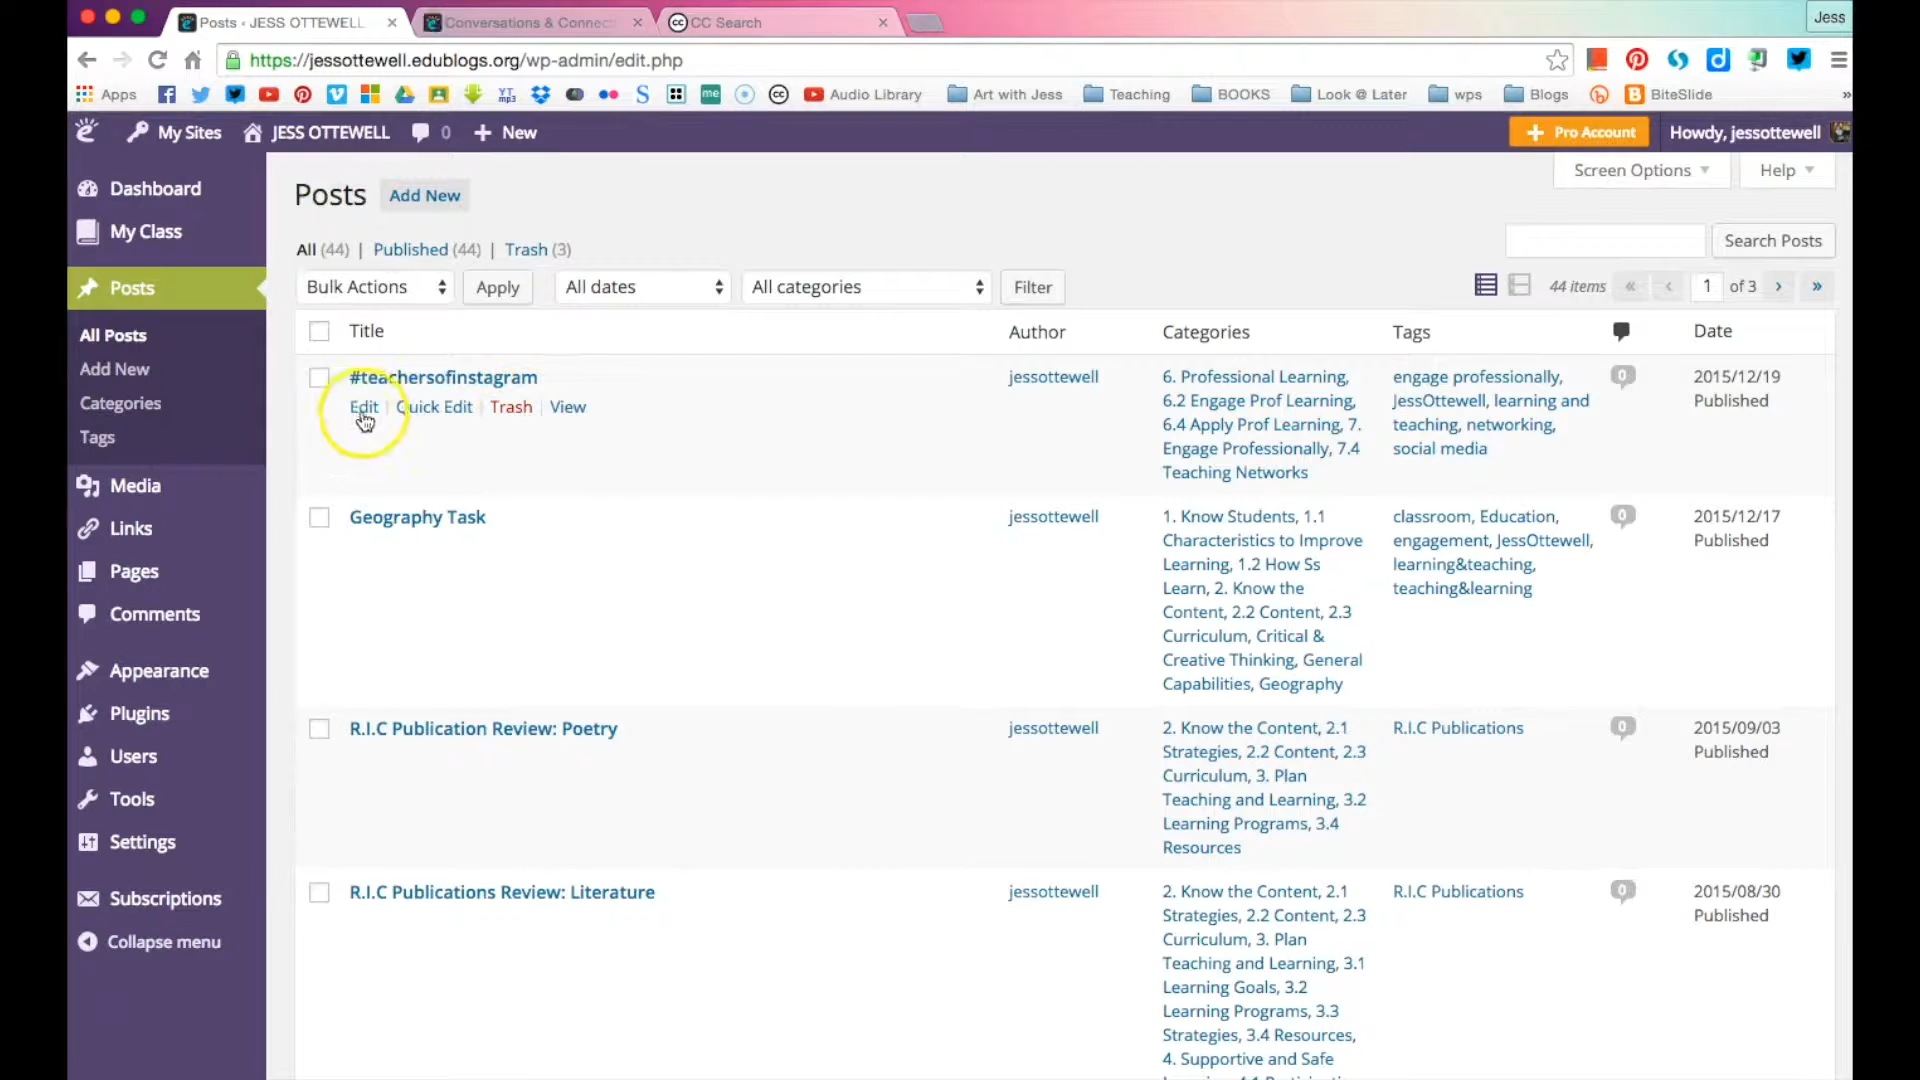 Posts ‹ JESS OTTEWELL
Conversations & Connect
CC Search
Jess
https://jessottewell.edublogs.org/wp-admin/edit.php
Apps
YT mp3
S
me
cc
Audio Library
Art with Jess
Teaching
BOOKS
Look @ Later
wps
Blogs
BiteSlide
»
My Sites
JESS OTTEWELL
0
+ New
+ Pro Account
Howdy, jessottewell
Dashboard
My Class
Posts
All Posts
Add New
Categories
Tags
Media
Links
Pages
Comments
Appearance
Plugins
Users
Tools
Settings
Subscriptions
Collapse menu
Screen Options
Help
Posts
Add New
All (44) | Published (44) | Trash (3)
Search Posts
Bulk Actions
Apply
All dates
All categories
Filter
44 items « ‹ 1 of 3 › »
Title
Author
Categories
Tags
Date
#teachersofinstagram
Edit | Quick Edit | Trash | View
jessottewell
6. Professional Learning,
6.2 Engage Prof Learning,
6.4 Apply Prof Learning, 7.
Engage Professionally, 7.4
Teaching Networks
engage professionally,
JessOttewell, learning and
teaching, networking,
social media
0
2015/12/19
Published
Geography Task
jessottewell
1. Know Students, 1.1
Characteristics to Improve
Learning, 1.2 How Ss
Learn, 2. Know the
Content, 2.2 Content, 2.3
Curriculum, Critical &
Creative Thinking, General
Capabilities, Geography
classroom, Education,
engagement, JessOttewell,
learning&teaching,
teaching&learning
0
2015/12/17
Published
R.I.C Publication Review: Poetry
jessottewell
2. Know the Content, 2.1
Strategies, 2.2 Content, 2.3
Curriculum, 3. Plan
Teaching and Learning, 3.2
Learning Programs, 3.4
Resources
R.I.C Publications
0
2015/09/03
Published
R.I.C Publications Review: Literature
jessottewell
2. Know the Content, 2.1
Strategies, 2.2 Content, 2.3
Curriculum, 3. Plan
Teaching and Learning, 3.1
Learning Goals, 3.2
Learning Programs, 3.3
Strategies, 3.4 Resources,
4. Supportive and Safe
R.I.C Publications
0
2015/08/30
Published